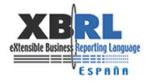 XBRL
eXtensible Business Reporting Language
ESPAÑA